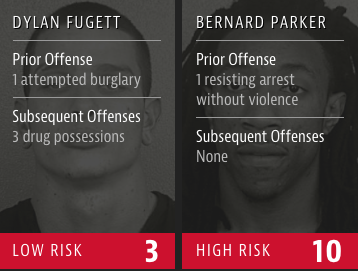 DYLAN FUGETT
Prior Offense
1 attempted burglary
Subsequent Offenses
3 drug possessions
LOW RISK 3
BERNARD PARKER
Prior Offense
1 resisting arrest
without violence
Subsequent Offenses
None
HIGH RISK 10